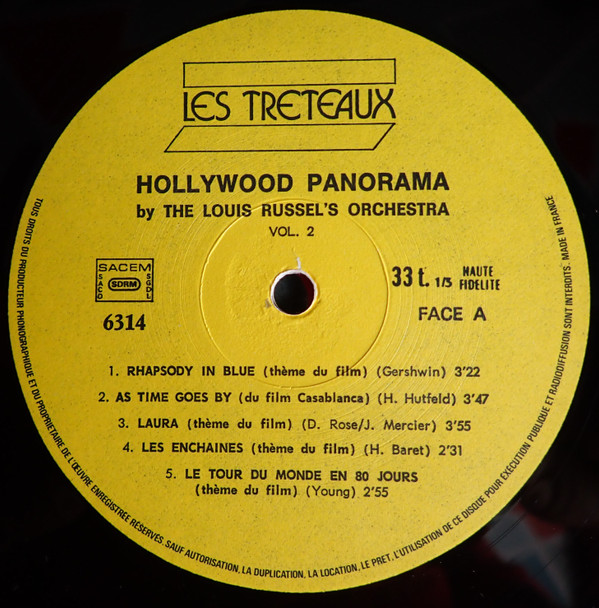 LES TRETEAUX
HOLLYWOOD PANORAMA
by THE LOUIS RUSSEL'S ORCHESTRA
VOL. 2
SACEM
SACD
SDRM
SGDL
6314
33 t. 1/3 HAUTE
FIDELITE
FACE A
1. RHAPSODY IN BLUE (thème du film) (Gershwin) 3'22
2. AS TIME GOES BY (du film Casablanca) (H. Hutfeld) 3'47
3. LAURA (thème du film) (D. Rose/J. Mercier) 3'55
4. LES ENCHAINES (thème du film) (H. Baret) 2'31
5. LE TOUR DU MONDE EN 80 JOURS
(thème du film) (Young) 2'55
TOUS DROITS DU PRODUCTEUR PHONOGRAPHIQUE ET DU PROPRIETAIRE DE L'ŒUVRE ENREGISTREE RESERVES SAUF AUTORISATION, LA DUPLICATION, LA LOCATION, LE PRET, L'UTILISATION DE CE DISQUE POUR EXECUTION PUBLIQUE ET RADIODIFFUSION SONT INTERDITS. MADE IN FRANCE